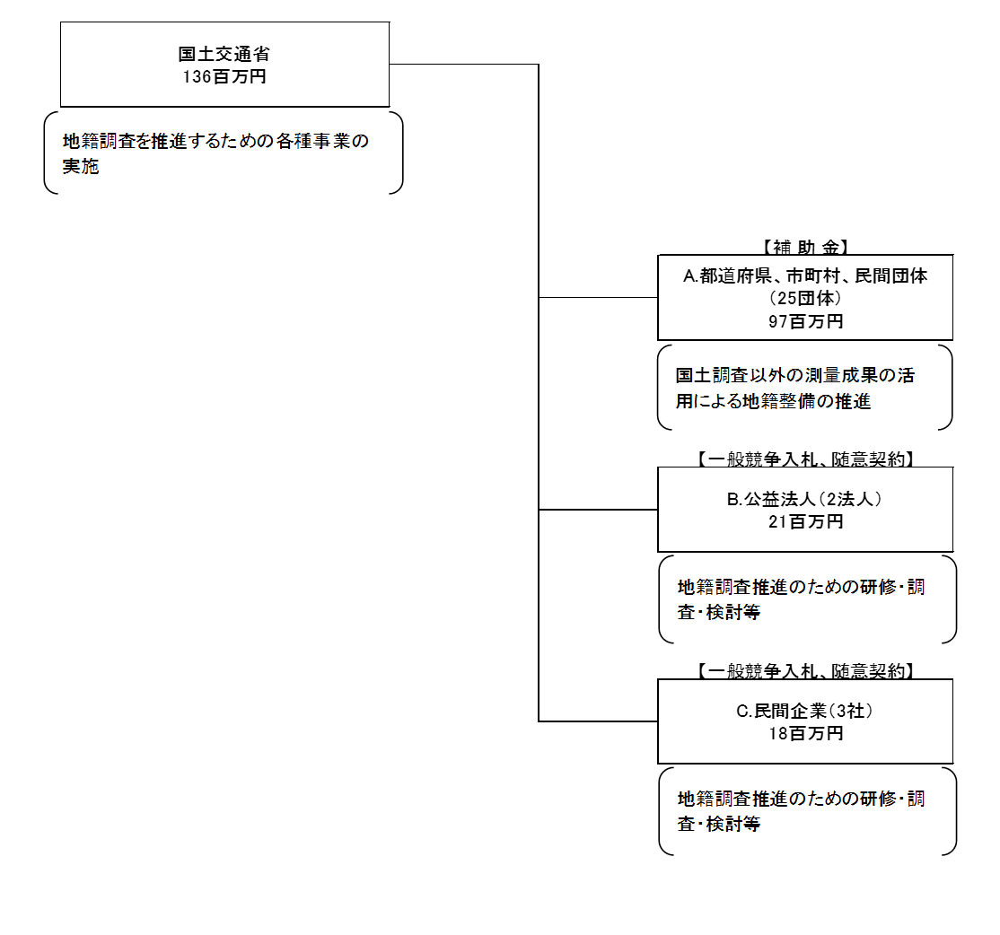 国土交通省
136百万円
地籍調査を推進するための各種事業の
実施
【補 助 金】
A.都道府県、市町村、民間団体
（25団体）
97百万円
国土調査以外の測量成果の活
用による地籍整備の推進
【一般競争入札、随意契約】
B.公益法人（2法人）
21百万円
地籍調査推進のための研修・調
査・検討等
【一般競争入札、随意契約】
C.民間企業（3社）
18百万円
地籍調査推進のための研修・調
査・検討等